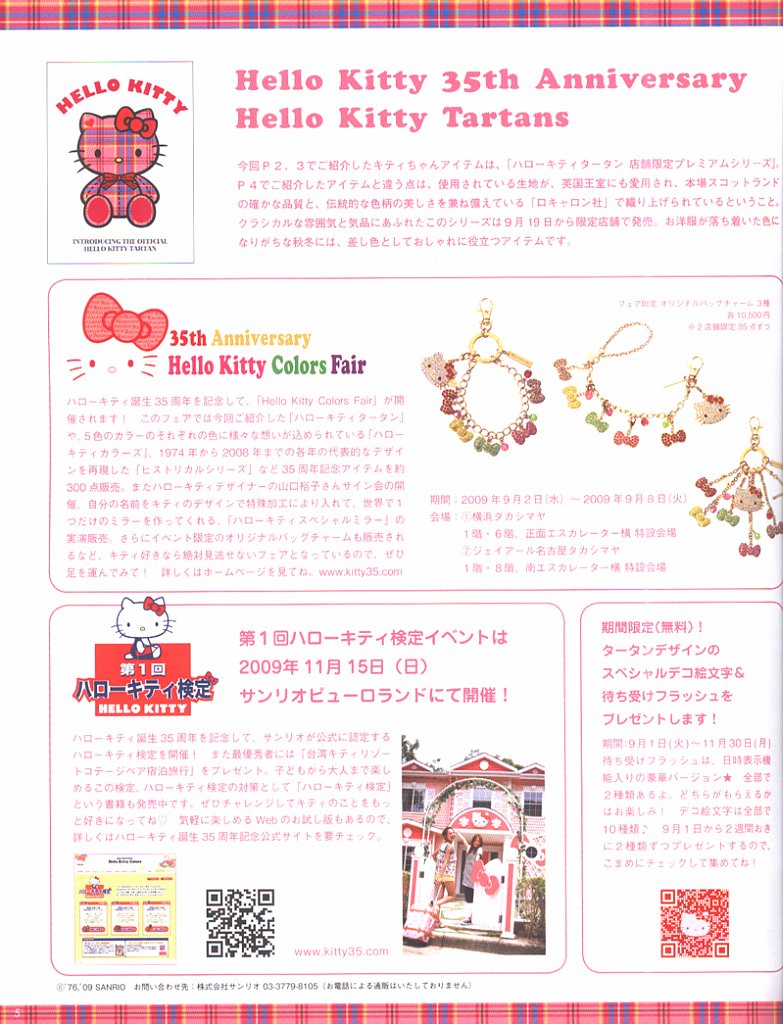 HELLO KITTY
INTRODUCING THE OFFICIAL
HELLO KITTY TARTAN
Hello Kitty 35th Anniversary
Hello Kitty Tartans
今回P2、3でご紹介したキティちゃんアイテムは、「ハローキティタータン 店舗限定プレミアムシリーズ」。
P4でご紹介したアイテムと違う点は、使用されている生地が、英国王室にも愛用され、本場スコットランド
の確かな品質と、伝統的な色柄の美しさを兼ね備えている「ロキャロン社」で織り上げられているということ。
クラシカルな雰囲気と気品にあふれたこのシリーズは9月19日から限定店舗で発売。お洋服が落ち着いた色に
なりがちな秋冬には、差し色としておしゃれに役立つアイテムです。
35th Anniversary
Hello Kitty Colors Fair
ハローキティ誕生35周年を記念して、「Hello Kitty Colors Fair」が開
催されます! このフェアでは今回ご紹介した「ハローキティタータン」
や、5色のカラーのそれぞれの色に様々な想いが込められている「ハロー
キティカラーズ」、1974年から2008年までの各年の代表的なデザイ
ンを再現した「ヒストリカルシリーズ」など35周年記念アイテムを約
300点販売。またハローキティデザイナーの山口裕子さんサイン会の開
催、自分の名前をキティのデザインで特殊加工により入れて、世界で1
つだけのミラーを作ってくれる、「ハローキティスペシャルミラー」の
実演販売、さらにイベント限定のオリジナルバッグチャームも販売され
るなど、キティ好きなら絶対見逃せないフェアとなっているので、ぜひ
足を運んでみて! 詳しくはホームページを見てね。www.kitty35.com
フェア限定 オリジナルバッグチャーム 3種
各10,500円
※2店舗限定35点ずつ
期間:2009年9月2日(水)~2009年9月8日(火)
会場:①横浜タカシマヤ
1階・6階、正面エスカレーター横 特設会場
②ジェイアール名古屋タカシマヤ
1階・8階、南エスカレーター横 特設会場
第1回
ハローキティ検定
HELLO KITTY
第1回ハローキティ検定イベントは
2009年11月15日(日)
サンリオピューロランドにて開催!
ハローキティ誕生35周年を記念して、サンリオが公式に認定する
ハローキティ検定を開催! また最優秀者には「台湾キティリゾー
トコテージペア宿泊旅行」をプレゼント。子どもから大人まで楽し
めるこの検定、ハローキティ検定の対策として「ハローキティ検定」
という書籍も発売中です。ぜひチャレンジしてキティのことをもっ
と好きになってね♡ 気軽に楽しめるWebのお試し版もあるので、
詳しくはハローキティ誕生35周年記念公式サイトを要チェック。
Hello Kitty Colors
www.kitty35.com
期間限定(無料)!
タータンデザインの
スペシャルデコ絵文字&
待ち受けフラッシュを
プレゼントします!
期間:9月1日(火)~11月30日(月)
待ち受けフラッシュは、日時表示機
能入りの豪華バージョン★ 全部で
2種類あるよ。どちらがもらえるか
はお楽しみ! デコ絵文字は全部で
10種類♪ 9月1日から2週間おき
に2種類ずつプレゼントするので、
こまめにチェックして集めてね!
©'76,'09 SANRIO お問い合わせ先:株式会社サンリオ 03-3779-8105(お電話による通販はいたしておりません)
5